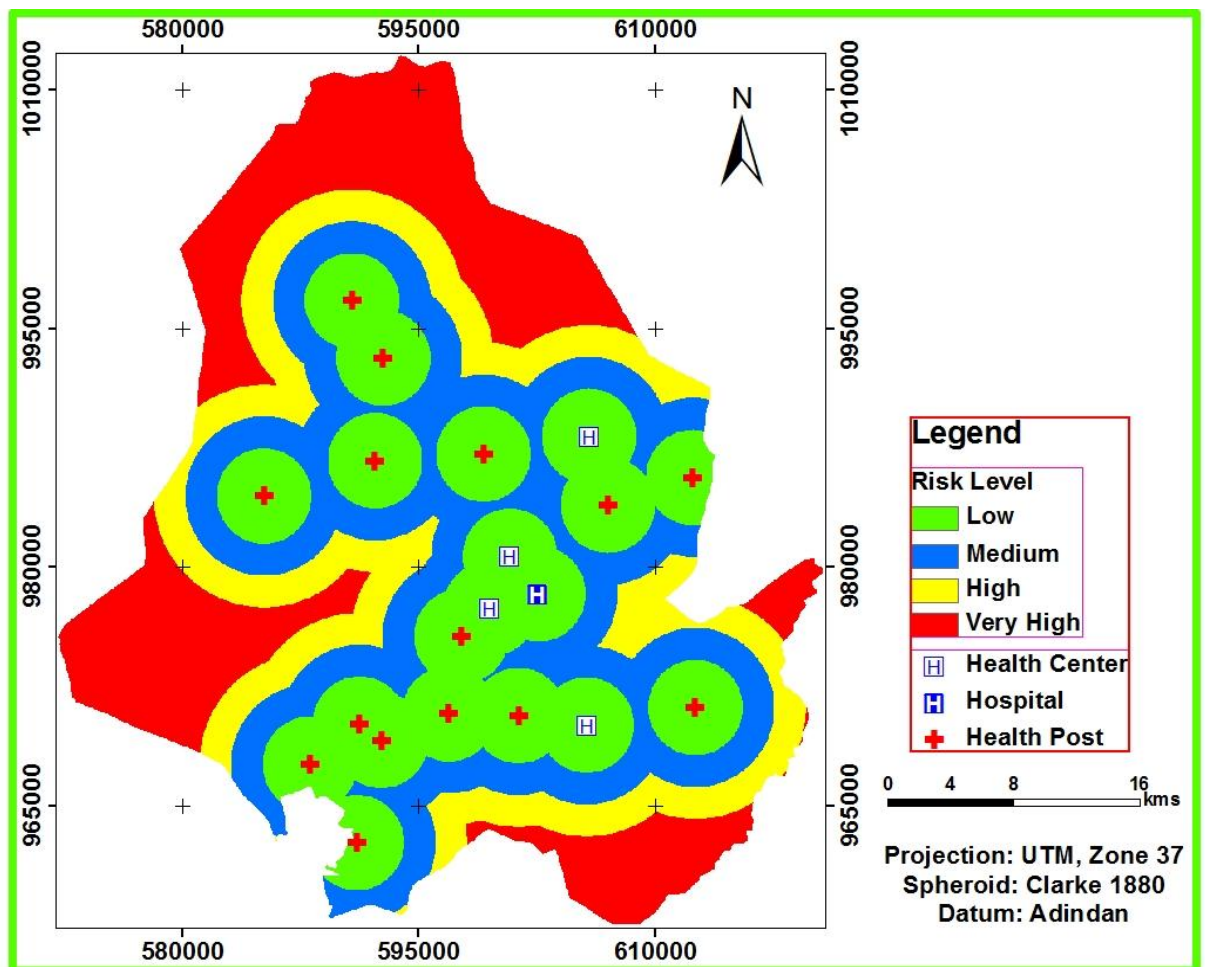 580000 595000 610000
1010000
1010000
N
995000
995000
H
H
H
H
H
980000
980000
965000
965000
580000 595000 610000
Legend
Risk Level
Low
Medium
High
Very High
H Health Center
H Hospital
Health Post
0 4 8 16 kms
Projection: UTM, Zone 37
Spheroid: Clarke 1880
Datum: Adindan